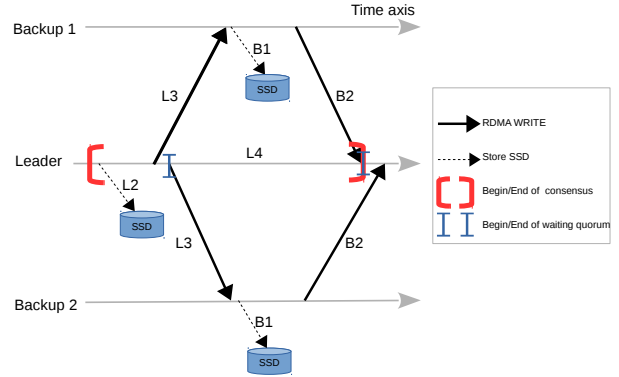 Time axis
Backup 1
B1
SSD
L3
B2
RDMA WRITE
Leader
L4
Store SSD
L2
Begin/End of consensus
SSD
Begin/End of waiting quorum
L3
B2
Backup 2
B1
SSD